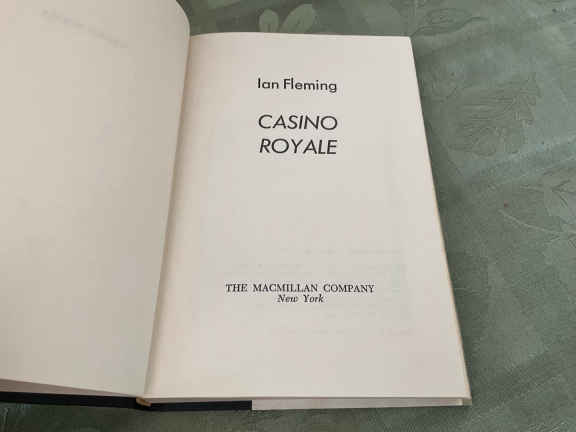 Ian Fleming
CASINO
ROYALE
THE MACMILLAN COMPANY
New York